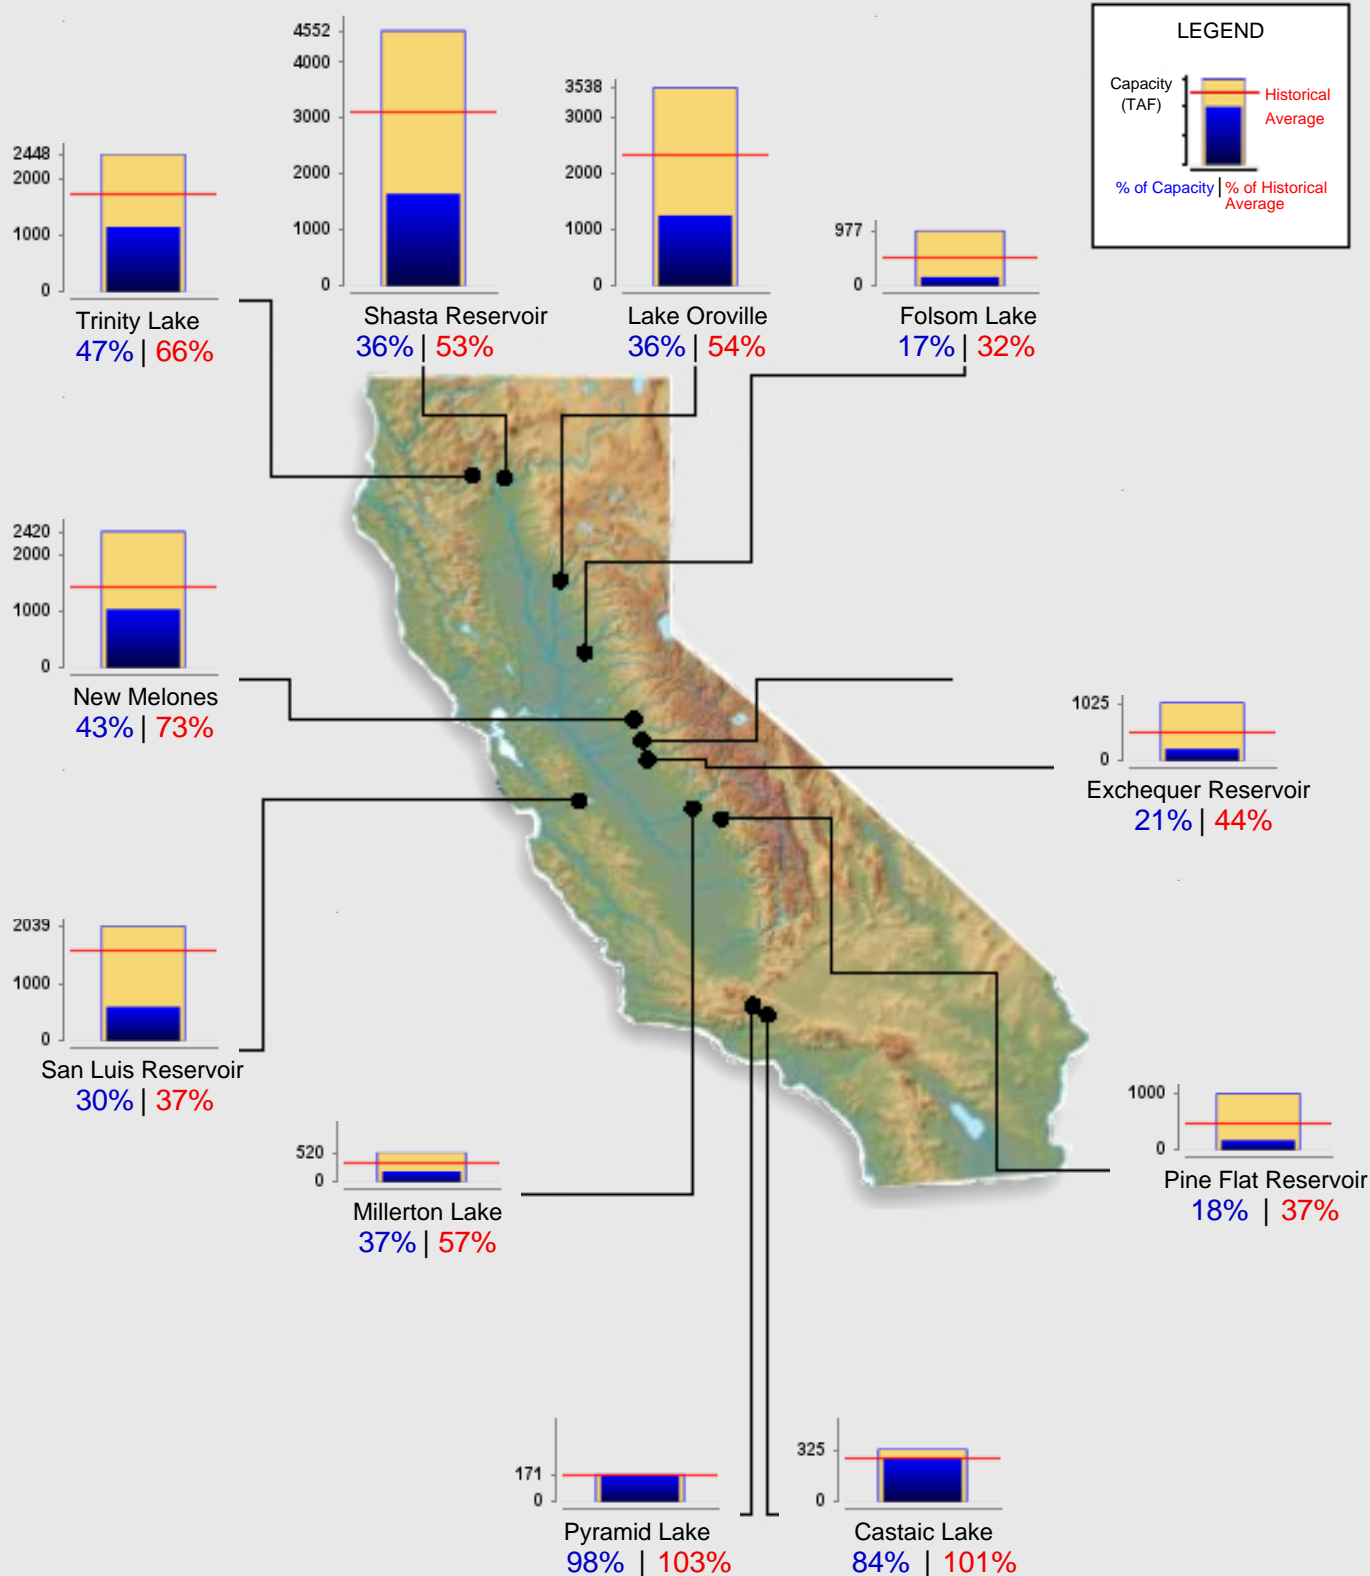 LEGEND
Capacity
(TAF)
Historical
Average
% of Capacity | % of Historical
Average
4552
4000
3000
2000
1000
0
Shasta Reservoir
36% | 53%
3538
3000
2000
1000
0
Lake Oroville
36% | 54%
2448
2000
1000
0
Trinity Lake
47% | 66%
977
0
Folsom Lake
17% | 32%
2420
2000
1000
0
New Melones
43% | 73%
1025
0
Exchequer Reservoir
21% | 44%
2039
1000
0
San Luis Reservoir
30% | 37%
520
0
Millerton Lake
37% | 57%
1000
0
Pine Flat Reservoir
18% | 37%
171
0
Pyramid Lake
98% | 103%
325
0
Castaic Lake
84% | 101%